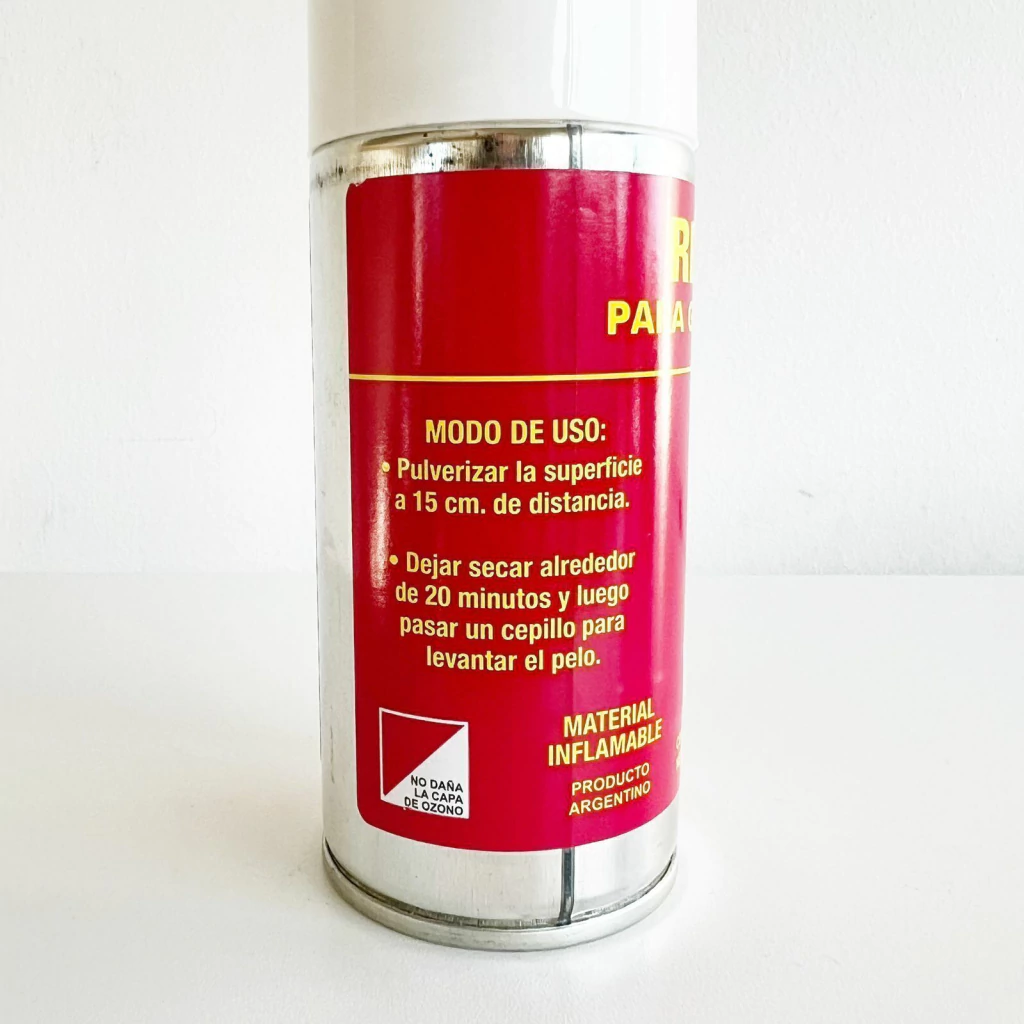 PARA
MODO DE USO:
• Pulverizar la superficie
a 15 cm. de distancia.
• Dejar secar alrededor
de 20 minutos y luego
pasar un cepillo para
levantar el pelo.
MATERIAL
INFLAMABLE
PRODUCTO
ARGENTINO
NO DAÑA
LA CAPA
DE OZONO